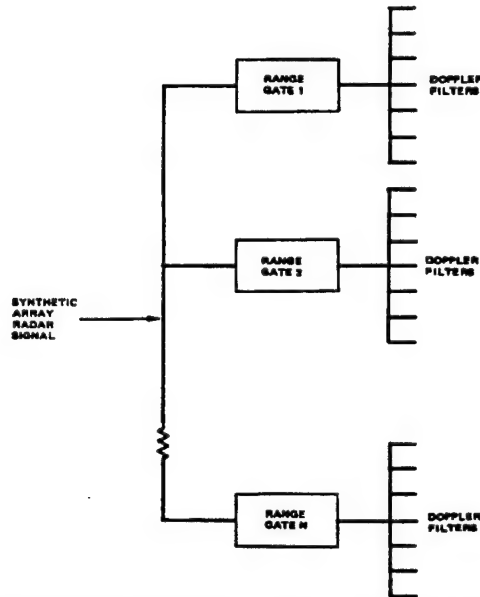 RANGE
GATE 1
DOPPLER
FILTERS
RANGE
GATE 2
DOPPLER
FILTERS
SYNTHETIC
ARRAY
RADAR
SIGNAL
RANGE
GATE N
DOPPLER
FILTERS